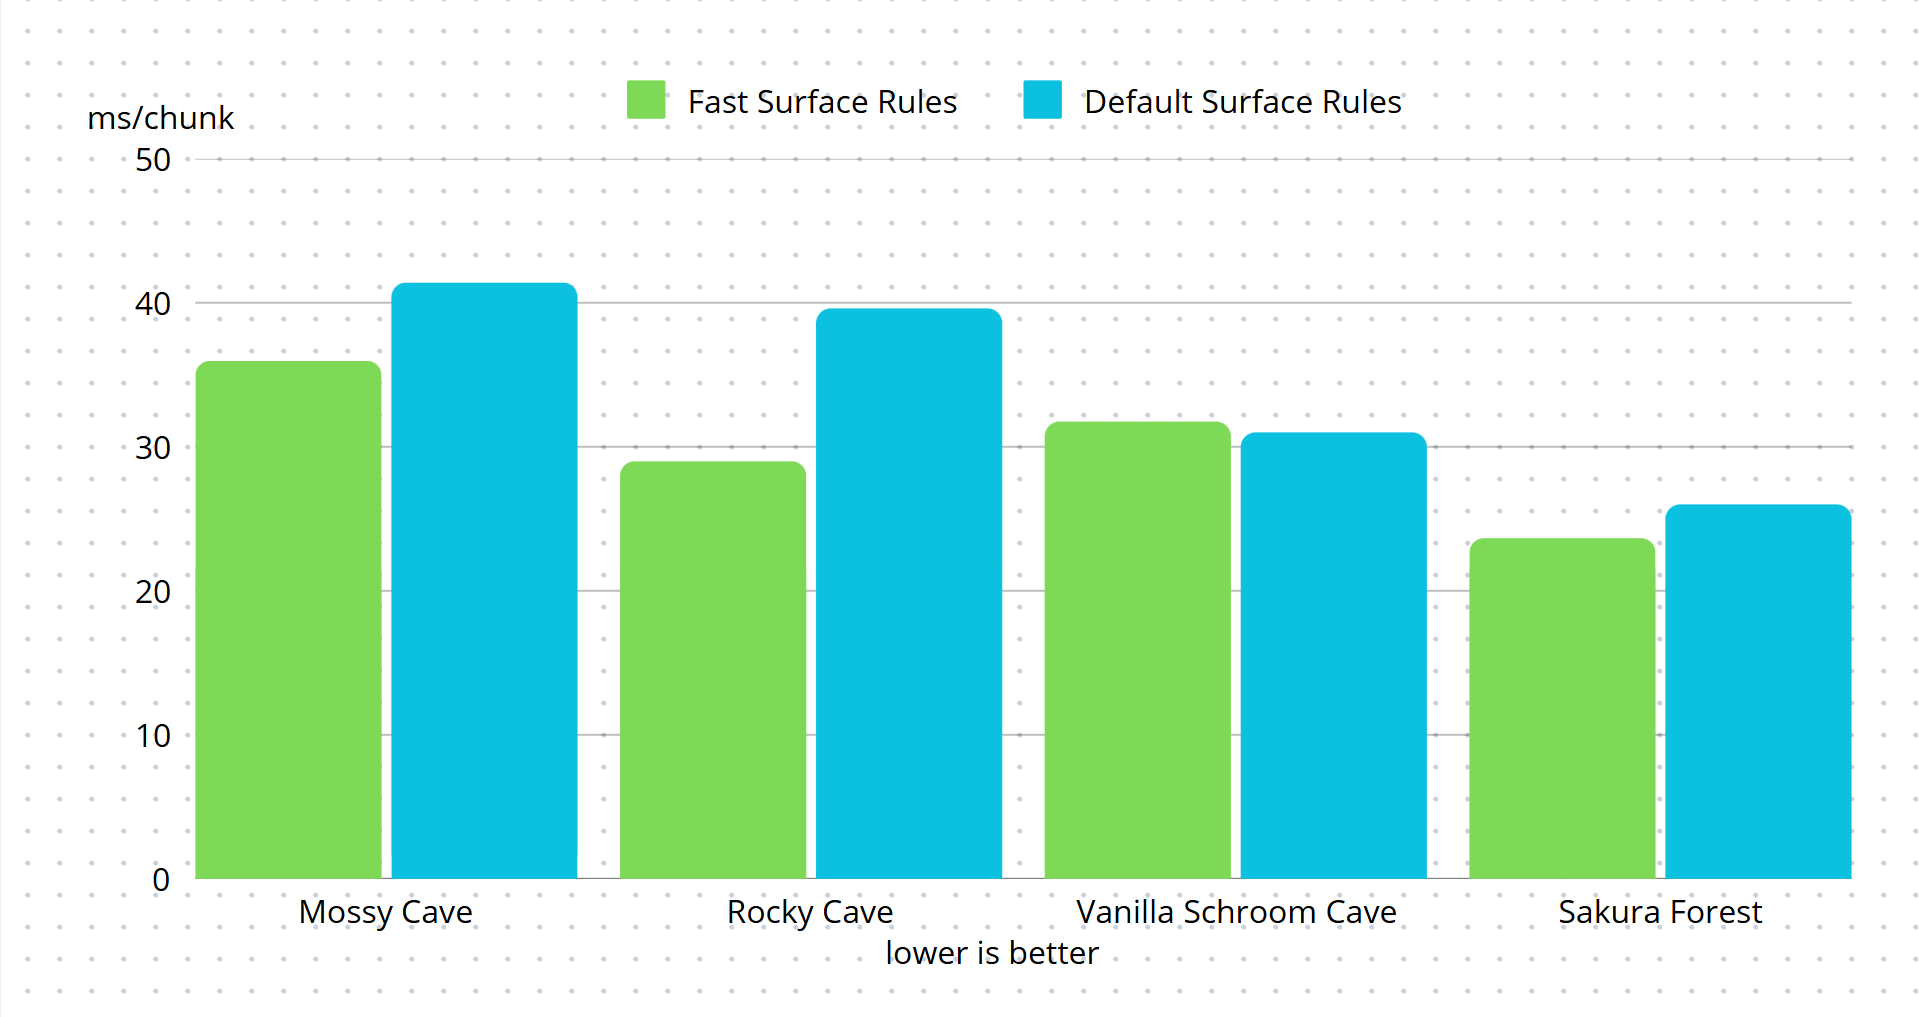 Fast Surface Rules
Default Surface Rules
ms/chunk
50
40
30
20
10
0
Mossy Cave
Rocky Cave
Vanilla Schroom Cave
Sakura Forest
lower is better